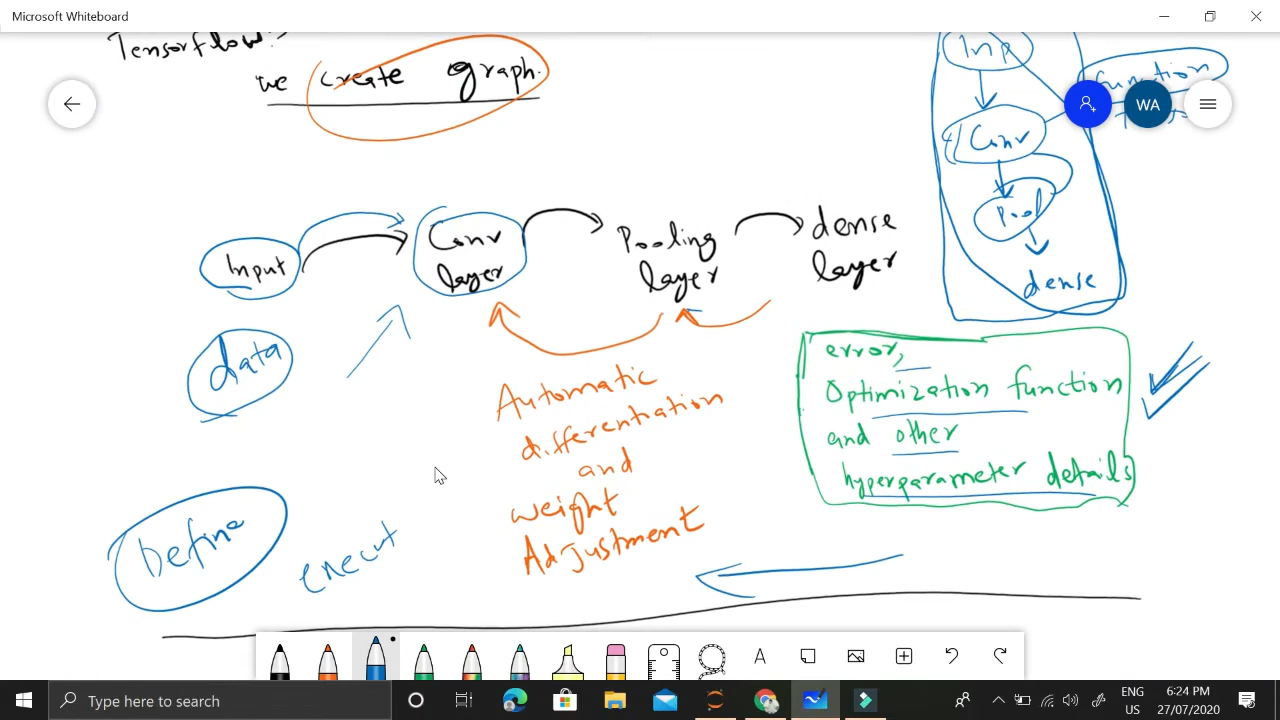 Microsoft Whiteboard
Tensorflow:-
we create graph.
Inp
function
Conv
Pool
dense
WA
Input
Conv
layer
Pooling
layer
dense
layer
data
Automatic
differentiation
and
weight
Adjustment
error,
Optimization function
and other
hyperparameter details
Define
execut
A
Type here to search
ENG
US
6:24 PM
27/07/2020